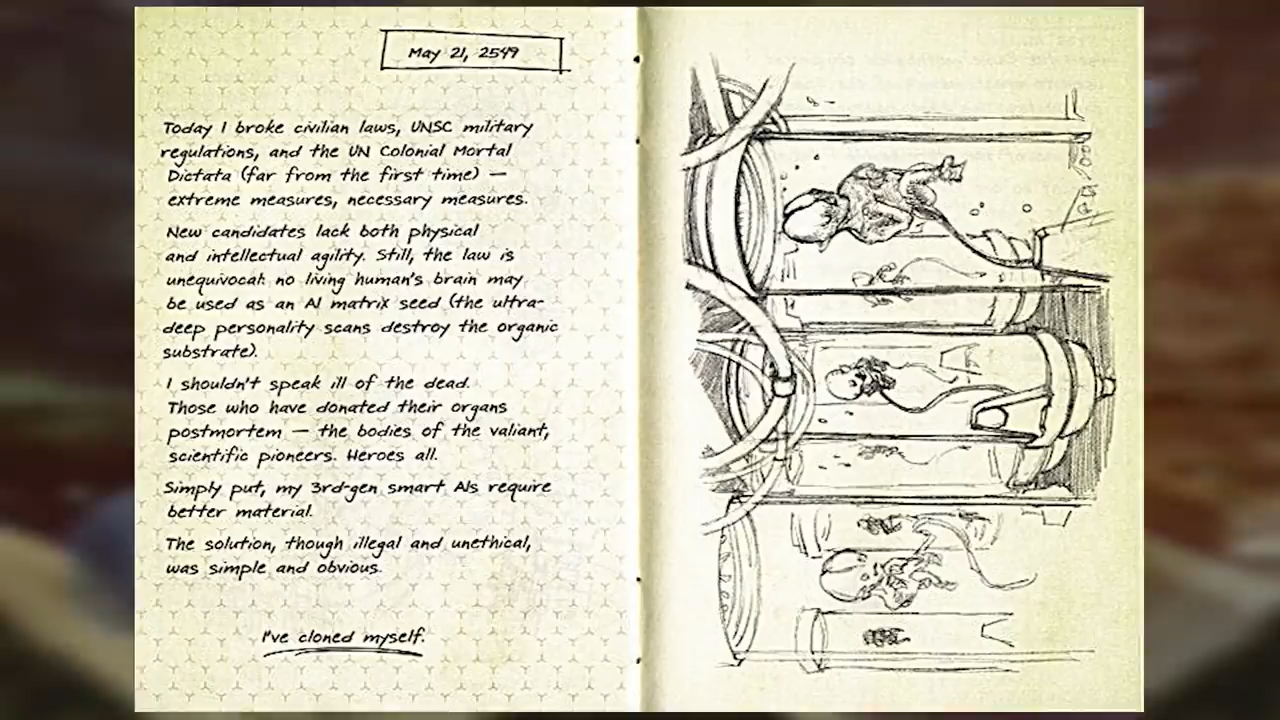 May 21, 2549
Today I broke civilian laws, UNSC military
regulations, and the UN Colonial Mortal
Dictata (far from the first time) —
extreme measures, necessary measures.
New candidates lack both physical
and intellectual agility. Still, the law is
unequivocal: no living human's brain may
be used as an AI matrix seed (the ultra-
deep personality scans destroy the organic
substrate).
I shouldn't speak ill of the dead.
Those who have donated their organs
postmortem — the bodies of the valiant,
scientific pioneers. Heroes all.
Simply put, my 3rd-gen smart AIs require
better material.
The solution, though illegal and unethical,
was simple and obvious.
I've cloned myself.